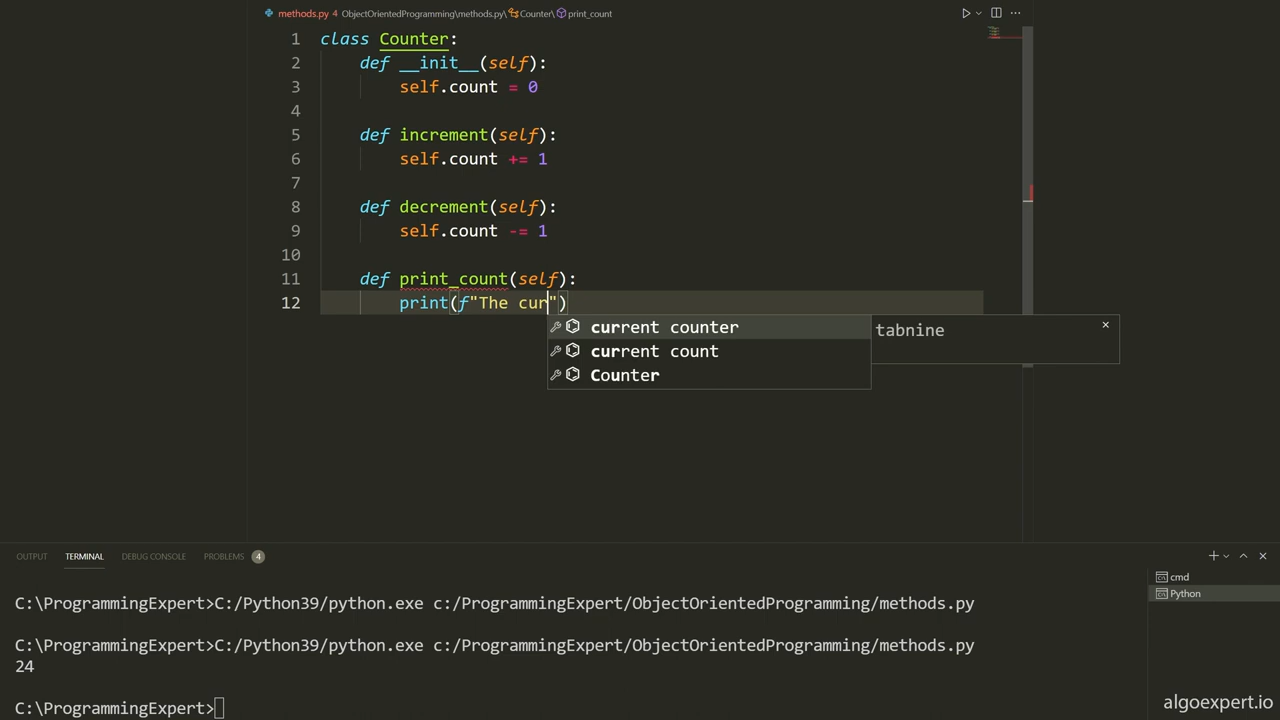 methods.py 4 ObjectOrientedProgramming\methods.py\Counter\print_count
1 class Counter:
2 def __init__(self):
3 self.count = 0
4
5 def increment(self):
6 self.count += 1
7
8 def decrement(self):
9 self.count -= 1
10
11 def print_count(self):
12 print(f"The cur")
current counter tabnine
current count
Counter
OUTPUT TERMINAL DEBUG CONSOLE PROBLEMS 4
cmd
Python
C:\ProgrammingExpert>C:/Python39/python.exe c:/ProgrammingExpert/ObjectOrientedProgramming/methods.py
C:\ProgrammingExpert>C:/Python39/python.exe c:/ProgrammingExpert/ObjectOrientedProgramming/methods.py
24
C:\ProgrammingExpert>
algoexpert.io